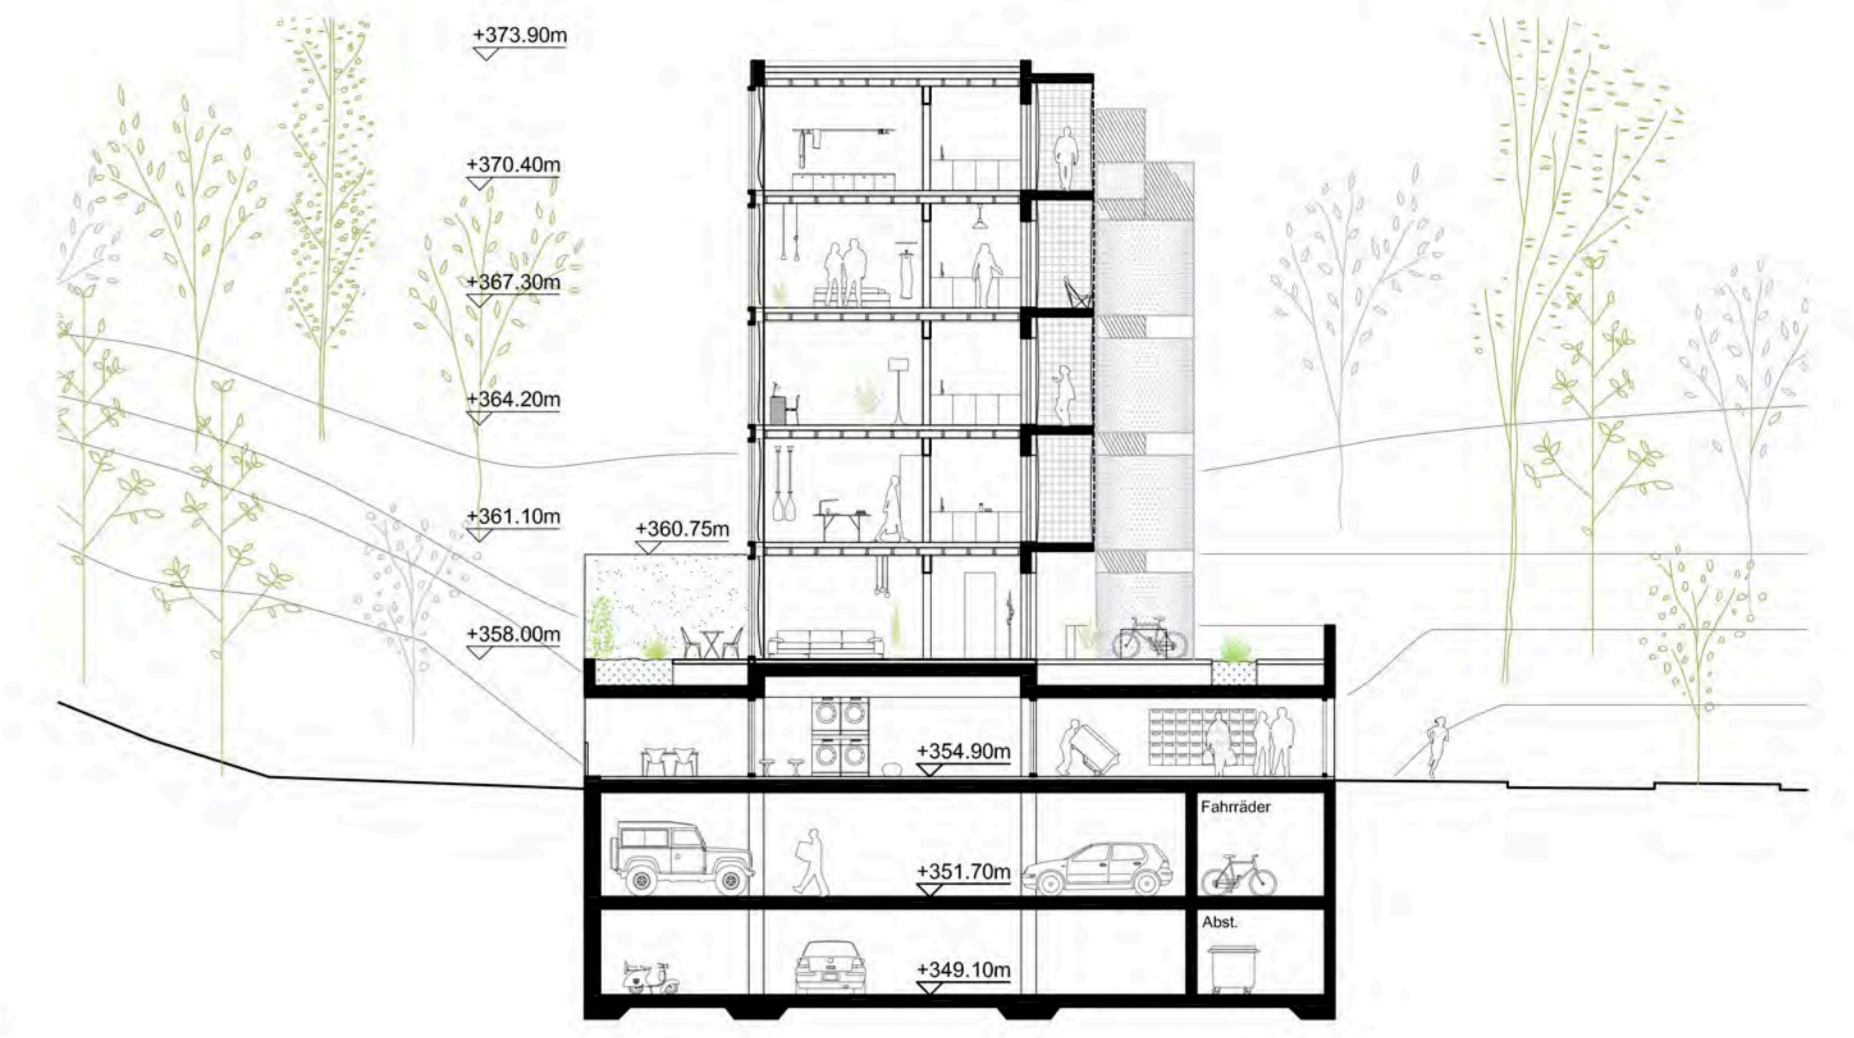 +373.90m
+370.40m
+367.30m
+364.20m
+361.10m
+360.75m
+358.00m
+354.90m
Fahrräder
+351.70m
Abst.
+349.10m